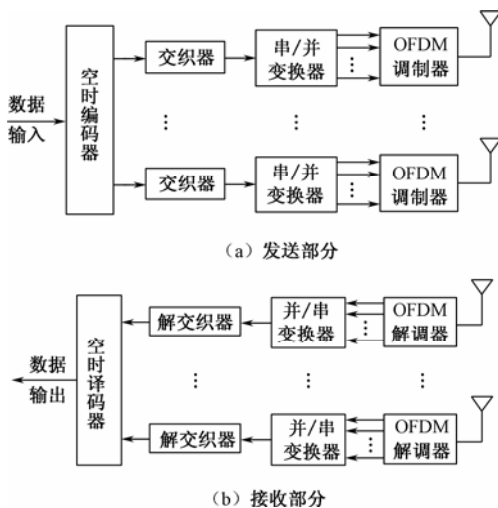 数据
输入
空时编码器
交织器
串/并
变换器
OFDM
调制器
交织器
串/并
变换器
OFDM
调制器
（a）发送部分
数据
输出
空时译码器
解交织器
并/串
变换器
OFDM
解调器
解交织器
并/串
变换器
OFDM
解调器
（b）接收部分